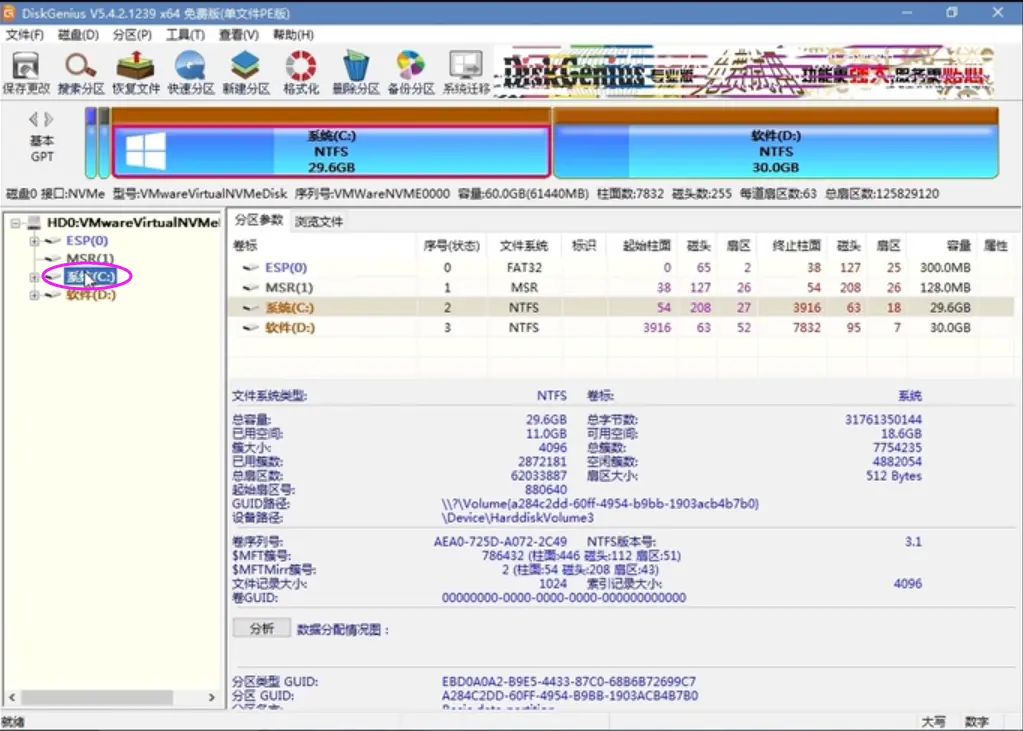 DiskGenius V5.4.2.1239 x64 免费版(单文件PE版)
文件(F) 磁盘(D) 分区(P) 工具(T) 查看(V) 帮助(H)
保存更改 搜索分区 恢复文件 快速分区 新建分区 格式化 删除分区 备份分区 系统迁移
DiskGenius 专业版 功能更强大,服务更贴心
基本
GPT
系统(C:)
NTFS
29.6GB
软件(D:)
NTFS
30.0GB
磁盘0 接口:NVMe 型号:VMwareVirtualNVMeDisk 序列号:VMWareNVME0000 容量:60.0GB(61440MB) 柱面数:7832 磁头数:255 每道扇区数:63 总扇区数:125829120
HD0:VMwareVirtualNVMe
ESP(0)
MSR(1)
系统(C:)
软件(D:)
分区参数 浏览文件
卷标 序号(状态) 文件系统 标识 起始柱面 磁头 扇区 终止柱面 磁头 扇区 容量 属性
ESP(0) 0 FAT32 0 65 2 38 127 25 300.0MB
MSR(1) 1 MSR 38 127 26 54 208 26 128.0MB
系统(C:) 2 NTFS 54 208 27 3916 63 18 29.6GB
软件(D:) 3 NTFS 3916 63 52 7832 95 7 30.0GB
文件系统类型: NTFS 卷标: 系统
总容量: 29.6GB 总字节数: 31761350144
已用空间: 11.0GB 可用空间: 18.6GB
簇大小: 4096 总簇数: 7754235
已用簇数: 2872181 空闲簇数: 4882054
总扇区数: 62033887 扇区大小: 512 Bytes
起始扇区号: 880640
GUID路径: \\?\Volume{a284c2dd-60ff-4954-b9bb-1903acb4b7b0}
设备路径: \Device\HarddiskVolume3
卷序列号: AEA0-725D-A072-2C49 NTFS版本号: 3.1
$MFT簇号: 786432 (柱面:446 磁头:112 扇区:51)
$MFTMirr簇号: 2 (柱面:54 磁头:208 扇区:43)
文件记录大小: 1024 索引记录大小: 4096
卷GUID: 00000000-0000-0000-0000-000000000000
分析 数据分配情况图:
分区类型 GUID: EBD0A0A2-B9E5-4433-87C0-68B6B72699C7
分区 GUID: A284C2DD-60FF-4954-B9BB-1903ACB4B7B0
分区名字: Basic data partition
就绪 大写 数字